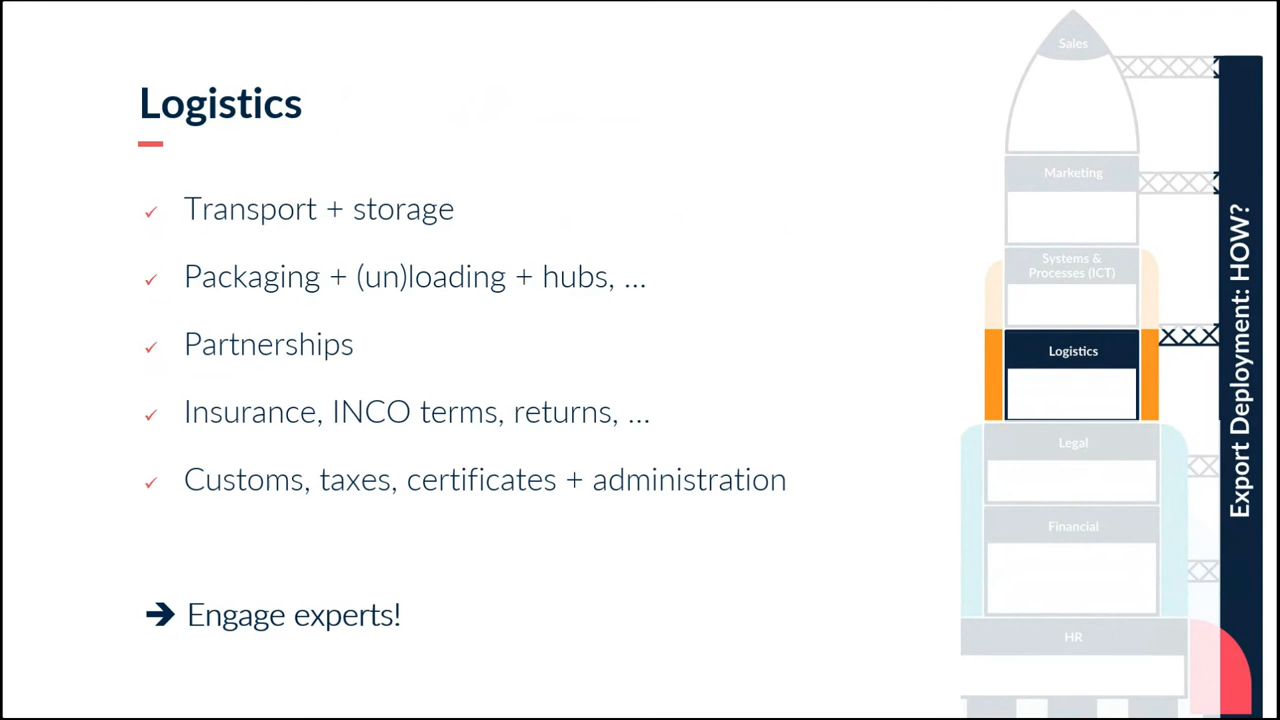 Logistics
Transport + storage
Packaging + (un)loading + hubs, ...
Partnerships
Insurance, INCO terms, returns, ...
Customs, taxes, certificates + administration
➔ Engage experts!
Sales
Marketing
Systems &
Processes (ICT)
Logistics
Legal
Financial
HR
Export Deployment: HOW?